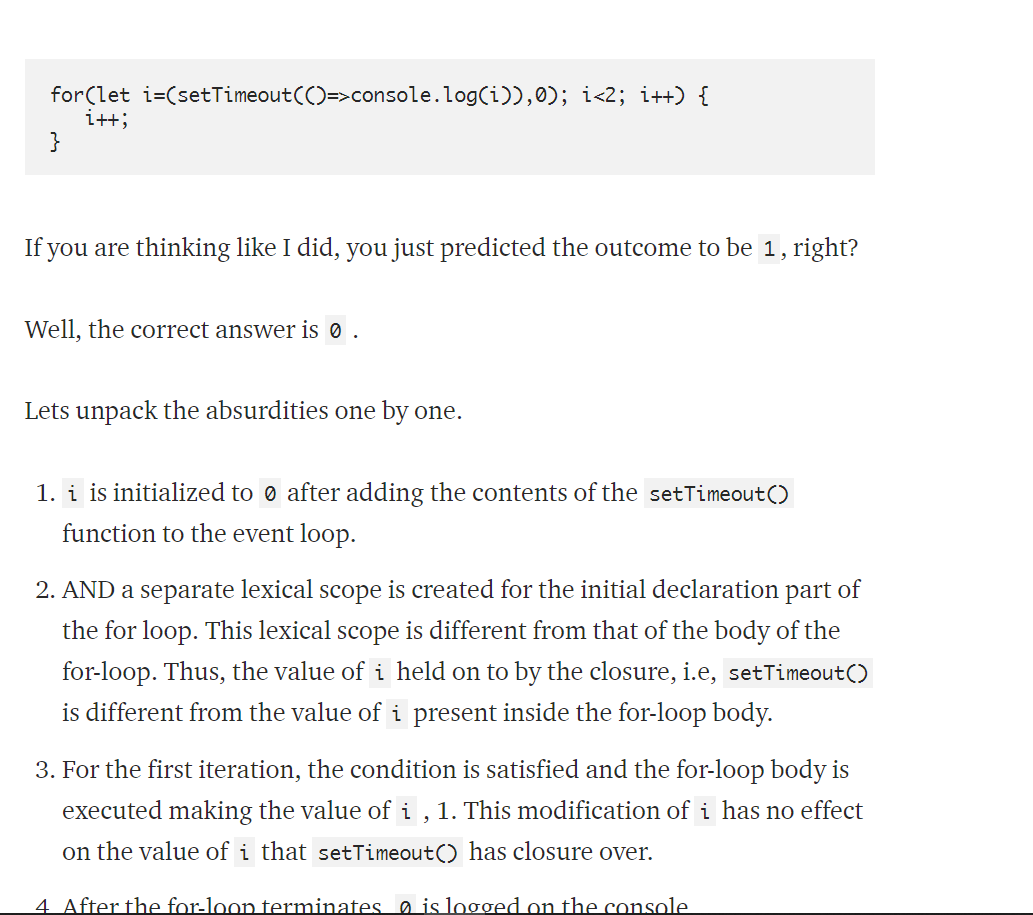 for(let i=(setTimeout(()=>console.log(i)),0); i<2; i++) {
i++;
}
If you are thinking like I did, you just predicted the outcome to be 1, right?
Well, the correct answer is 0 .
Lets unpack the absurdities one by one.
1. i is initialized to 0 after adding the contents of the setTimeout()
function to the event loop.
2. AND a separate lexical scope is created for the initial declaration part of
the for loop. This lexical scope is different from that of the body of the
for-loop. Thus, the value of i held on to by the closure, i.e, setTimeout()
is different from the value of i present inside the for-loop body.
3. For the first iteration, the condition is satisfied and the for-loop body is
executed making the value of i , 1. This modification of i has no effect
on the value of i that setTimeout() has closure over.
4. After the for-loop terminates, 0 is logged on the console